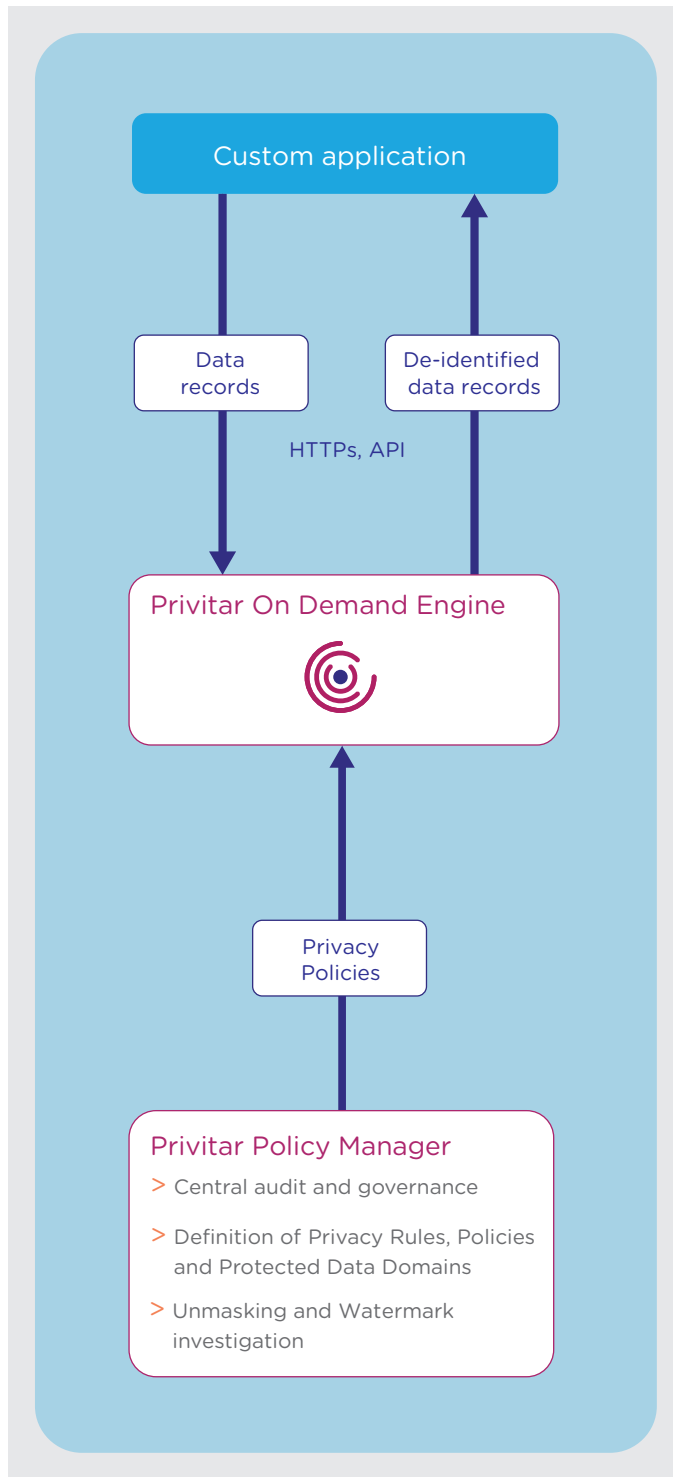 Custom application
Data
records
De-identified
data records
HTTPs, API
Privitar On Demand Engine
Privacy
Policies
Privitar Policy Manager
> Central audit and governance
> Definition of Privacy Rules, Policies
and Protected Data Domains
> Unmasking and Watermark
investigation